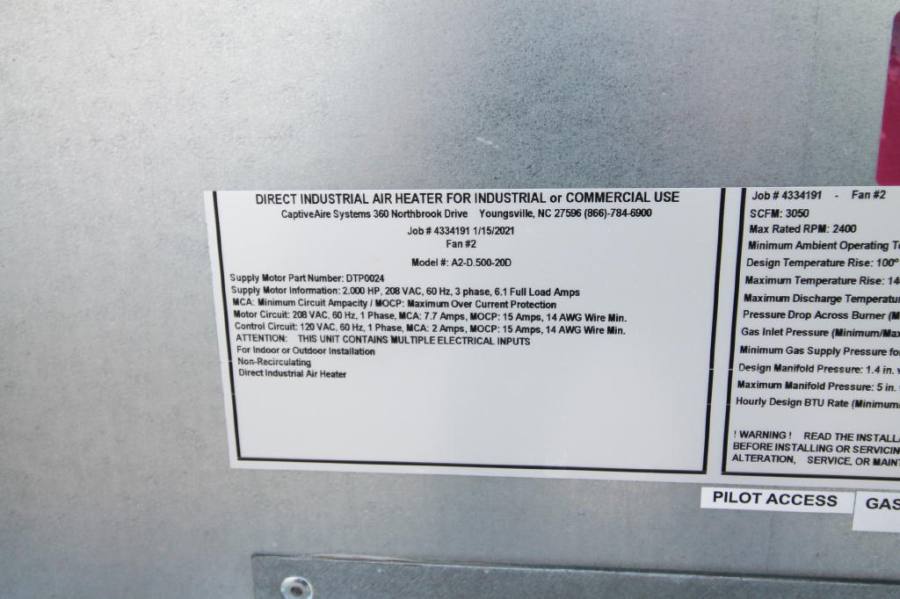 DIRECT INDUSTRIAL AIR HEATER FOR INDUSTRIAL or COMMERCIAL USE
CaptiveAire Systems 360 Northbrook Drive Youngsville, NC 27596 (866)-784-6900
Job # 4334191 1/15/2021
Fan #2
Model #: A2-D.500-20D
Supply Motor Part Number: DTP0024
Supply Motor Information: 2.000 HP, 208 VAC, 60 Hz, 3 phase, 6.1 Full Load Amps
MCA: Minimum Circuit Ampacity / MOCP: Maximum Over Current Protection
Motor Circuit: 208 VAC, 60 Hz, 1 Phase, MCA: 7.7 Amps, MOCP: 15 Amps, 14 AWG Wire Min.
Control Circuit: 120 VAC, 60 Hz, 1 Phase, MCA: 2 Amps, MOCP: 15 Amps, 14 AWG Wire Min.
ATTENTION: THIS UNIT CONTAINS MULTIPLE ELECTRICAL INPUTS
For Indoor or Outdoor Installation
Non-Recirculating
Direct Industrial Air Heater
Job # 4334191 - Fan #2
SCFM: 3050
Max Rated RPM: 2400
Minimum Ambient Operating Te
Design Temperature Rise: 100°
Maximum Temperature Rise: 14
Maximum Discharge Temperatu
Pressure Drop Across Burner (M
Gas Inlet Pressure (Minimum/Max
Minimum Gas Supply Pressure fo
Design Manifold Pressure: 1.4 in. w
Maximum Manifold Pressure: 5 in.
Hourly Design BTU Rate (Minimum
! WARNING ! READ THE INSTALLA
BEFORE INSTALLING OR SERVICIN
ALTERATION, SERVICE, OR MAINT
PILOT ACCESS
GAS